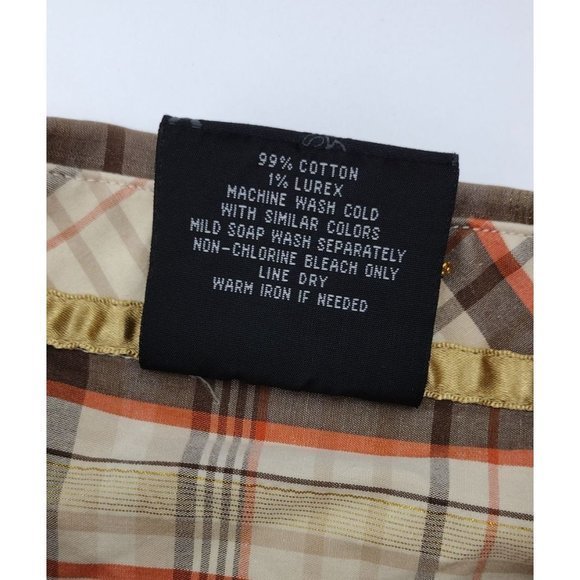 99% COTTON
1% LUREX
MACHINE WASH COLD
WITH SIMILAR COLORS
MILD SOAP WASH SEPARATELY
NON-CHLORINE BLEACH ONLY
LINE DRY
WARM IRON IF NEEDED